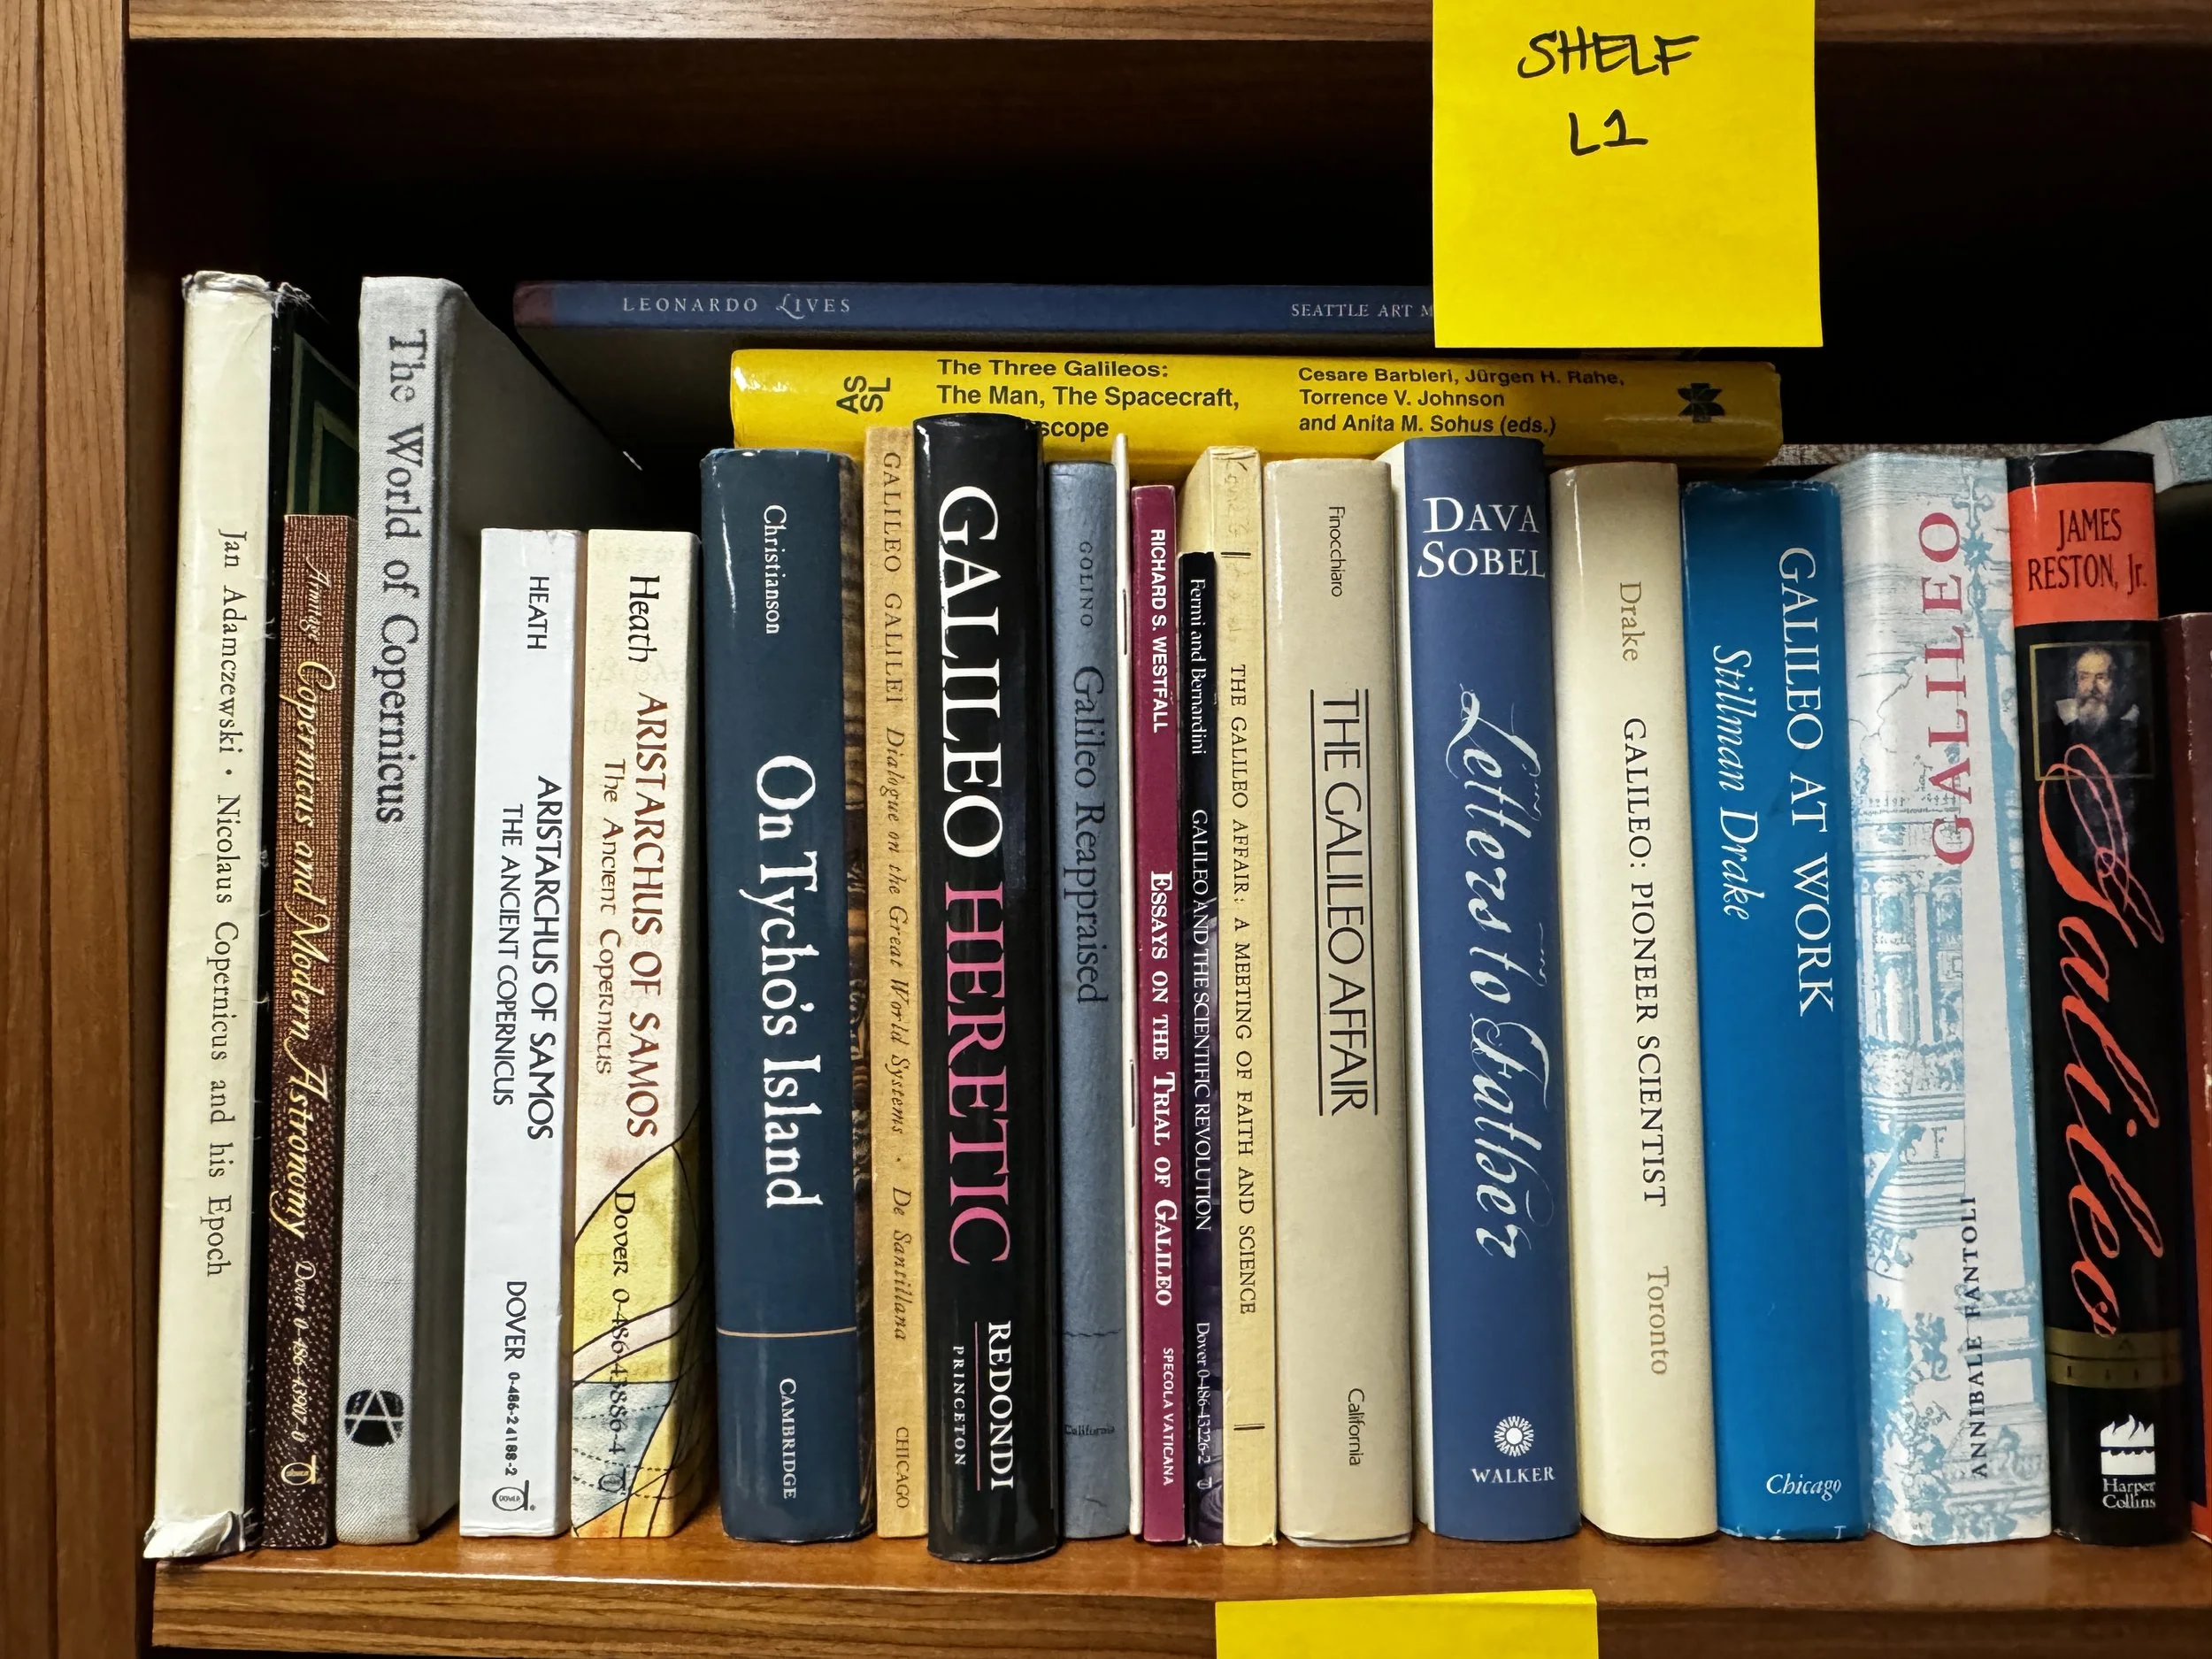 SHELF
L1
LEONARDO LIVES
SEATTLE ART
AS
SL
The Three Galileos:
The Man, The Spacecraft,
scope
Cesare Barbieri, Jürgen H. Rahe,
Torrence V. Johnson
and Anita M. Sohus (eds.)
Jan Adamczewski • Nicolaus Copernicus and his Epoch
Armitage Copernicus and Modern Astronomy Dover 0-486-43907-0
The World of Copernicus
HEATH
ARISTARCHUS OF SAMOS
THE ANCIENT COPERNICUS
DOVER 0-486-24188-2
DOVER
Heath
ARISTARCHUS OF SAMOS
The Ancient Copernicus
Dover 0-486-43886-4
Christianson
On Tycho's Island
CAMBRIDGE
GALILEO GALILEI Dialogue on the Great World Systems · De Santillana
CHICAGO
GALILEO HERETIC
REDONDI
PRINCETON
GOLINO Galileo Reappraised
California
RICHARD S. WESTFALL ESSAYS ON THE TRIAL OF GALILEO SPECOLA VATICANA
Fermi and Bernardini GALILEO AND THE SCIENTIFIC REVOLUTION Dover 0-486-43226-2
THE GALILEO AFFAIR: A MEETING OF FAITH AND SCIENCE
Finocchiaro
THE GALILEO AFFAIR
California
DAVA
SOBEL
Letters to Father
WALKER
Drake
GALILEO: PIONEER SCIENTIST
Toronto
GALILEO AT WORK
Stillman Drake
Chicago
GALILEO
ANNIBALE FANTOLI
JAMES
RESTON, Jr.
Galileo
A
LIFE
Harper
Collins